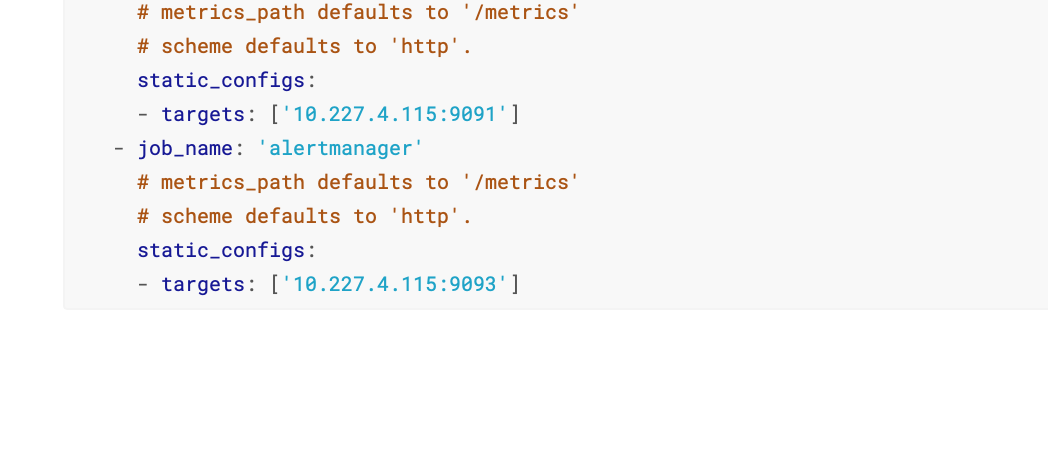 # metrics_path defaults to '/metrics'
# scheme defaults to 'http'.
static_configs:
- targets: ['10.227.4.115:9091']
- job_name: 'alertmanager'
# metrics_path defaults to '/metrics'
# scheme defaults to 'http'.
static_configs:
- targets: ['10.227.4.115:9093']